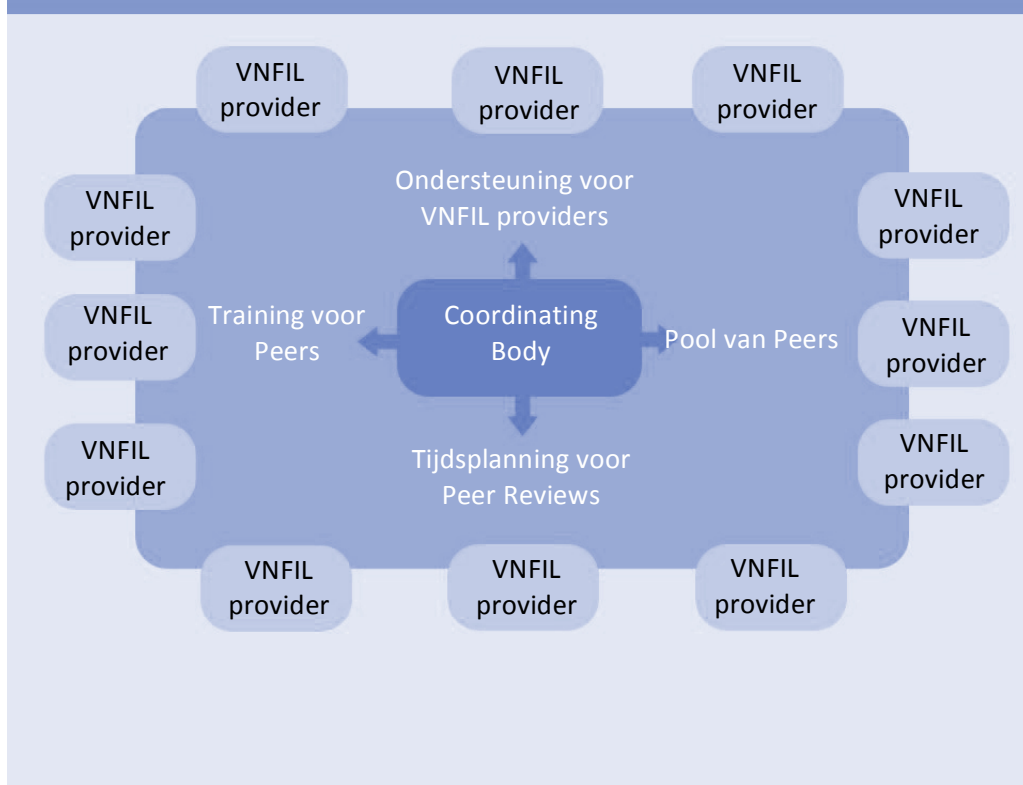 VNFIL
provider
VNFIL
provider
VNFIL
provider
Ondersteuning voor
VNFIL providers
VNFIL
provider
VNFIL
provider
VNFIL
provider
Training voor
Peers
Coordinating
Body
Pool van Peers
VNFIL
provider
VNFIL
provider
Tijdsplanning voor
Peer Reviews
VNFIL
provider
VNFIL
provider
VNFIL
provider
VNFIL
provider